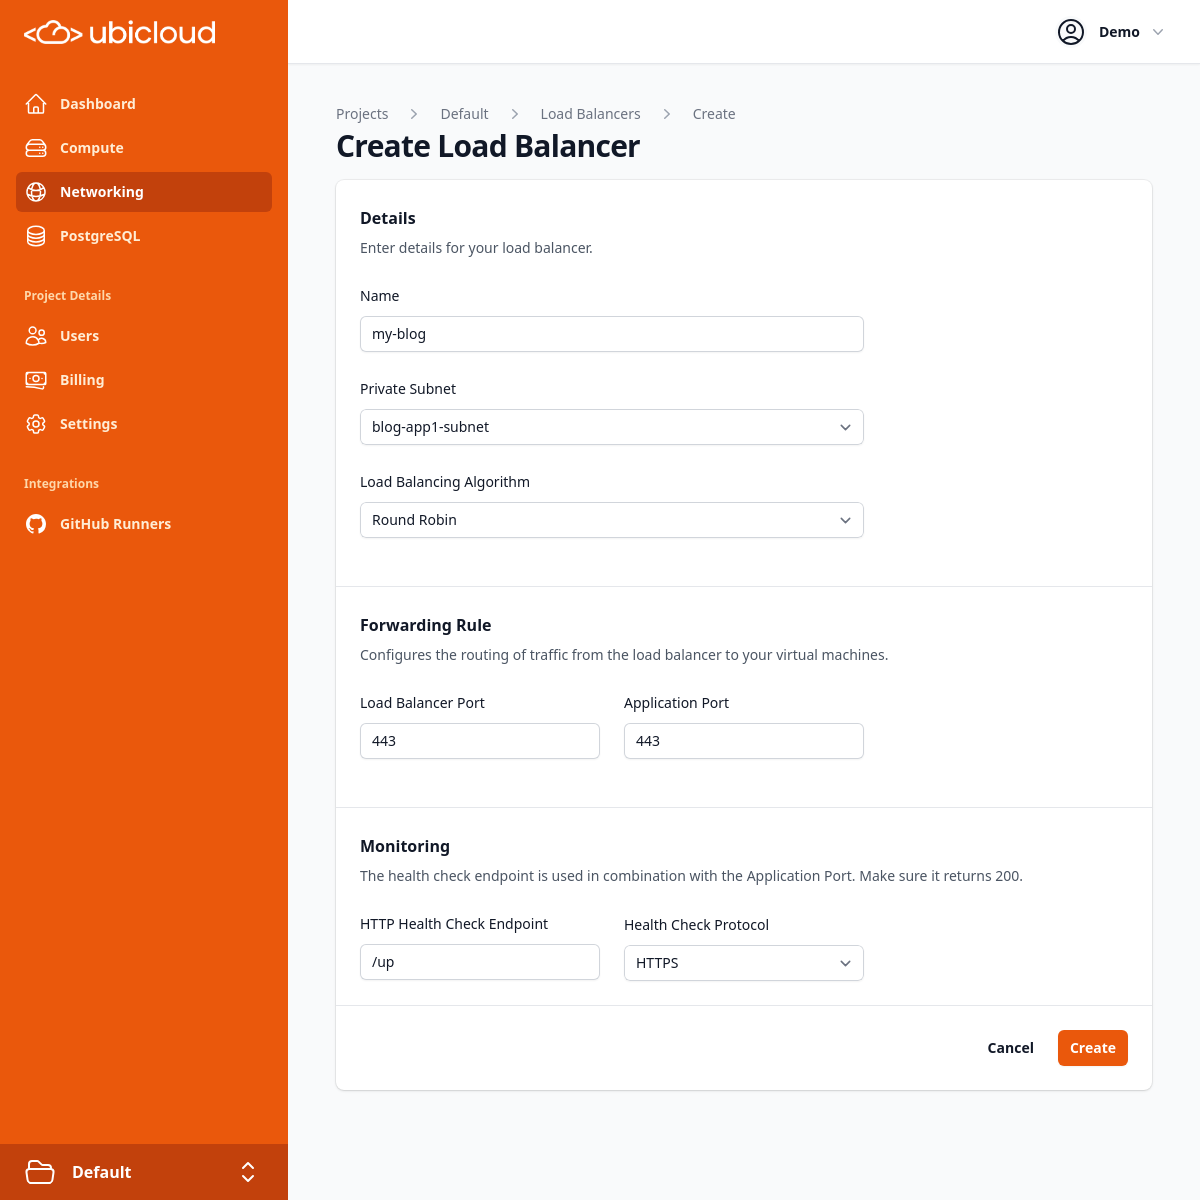 ubicloud
Demo
Dashboard
Compute
Networking
PostgreSQL
Project Details
Users
Billing
Settings
Integrations
GitHub Runners
Default
Projects
Default
Load Balancers
Create
Create Load Balancer
Details
Enter details for your load balancer.
Name
my-blog
Private Subnet
blog-app1-subnet
Load Balancing Algorithm
Round Robin
Forwarding Rule
Configures the routing of traffic from the load balancer to your virtual machines.
Load Balancer Port
Application Port
443
443
Monitoring
The health check endpoint is used in combination with the Application Port. Make sure it returns 200.
HTTP Health Check Endpoint
Health Check Protocol
/up
HTTPS
Cancel
Create